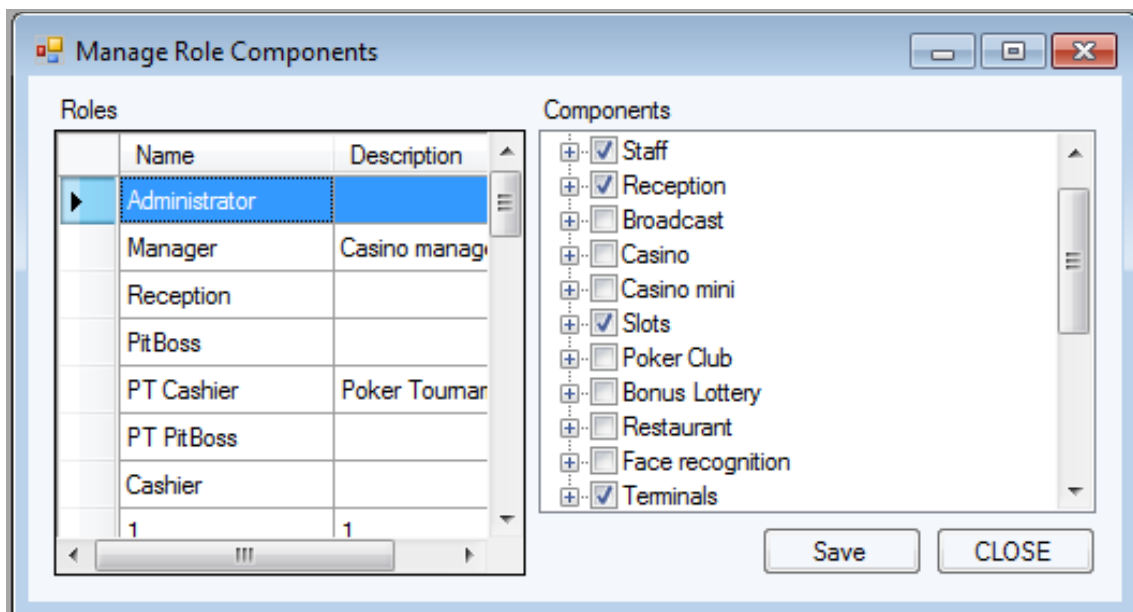 Manage Role Components
Roles
Name Description
Administrator
Manager Casino manag
Reception
PitBoss
PT Cashier Poker Tournar
PT PitBoss
Cashier
1 1
Components
Staff
Reception
Broadcast
Casino
Casino mini
Slots
Poker Club
Bonus Lottery
Restaurant
Face recognition
Terminals
Save CLOSE